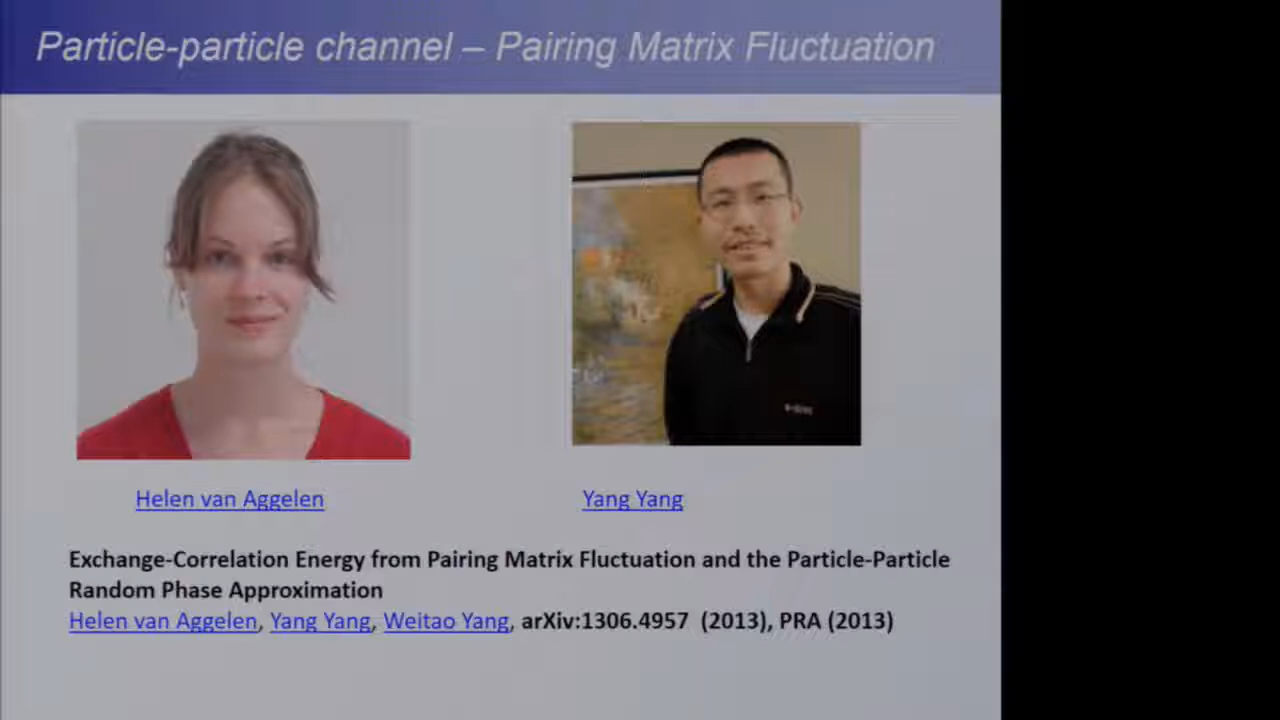 Particle-particle channel – Pairing Matrix Fluctuation
Helen van Aggelen
Yang Yang
Exchange-Correlation Energy from Pairing Matrix Fluctuation and the Particle-Particle
Random Phase Approximation
Helen van Aggelen, Yang Yang, Weitao Yang, arXiv:1306.4957 (2013), PRA (2013)